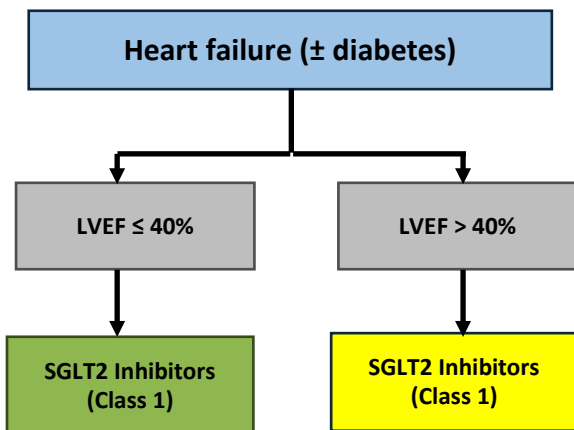 Heart failure (± diabetes)
LVEF ≤ 40%
LVEF > 40%
SGLT2 Inhibitors
(Class 1)
SGLT2 Inhibitors
(Class 1)